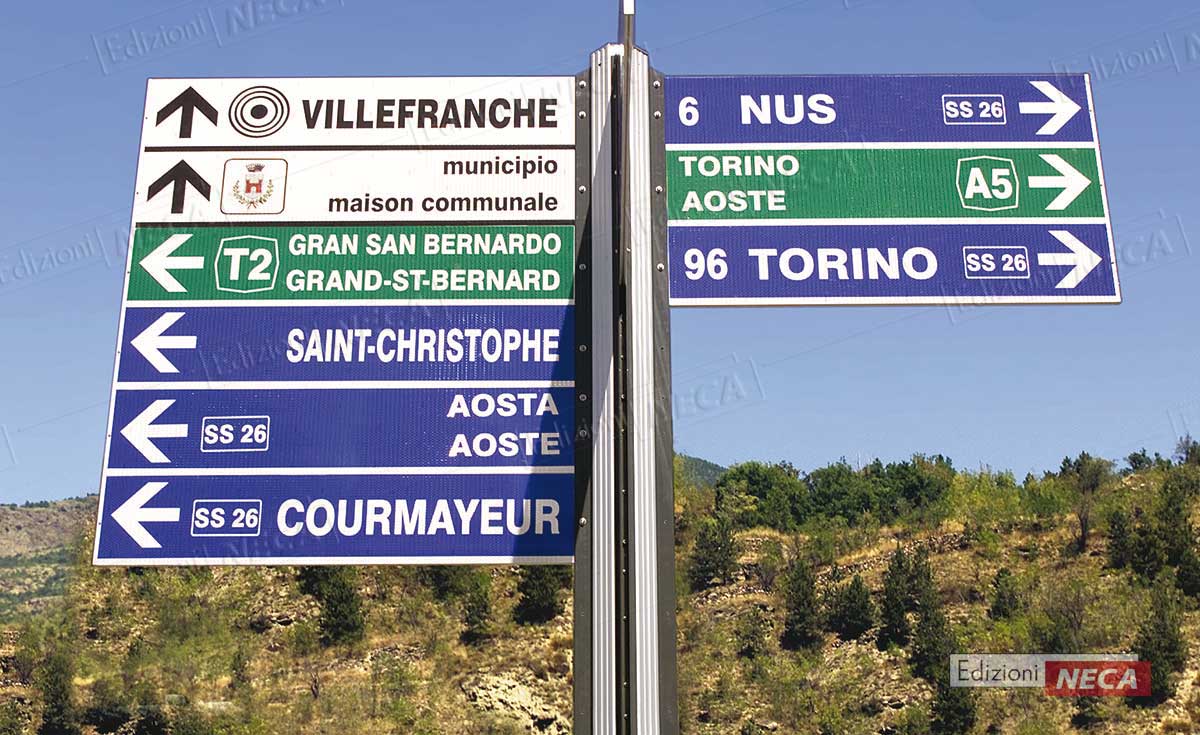 VILLEFRANCHE
municipio
maison communale
T2 GRAN SAN BERNARDO
GRAND-ST-BERNARD
SAINT-CHRISTOPHE
AOSTA
SS 26 AOSTE
SS 26 COURMAYEUR
6 NUS SS 26
TORINO
AOSTE A5
96 TORINO SS 26
Edizioni NECA